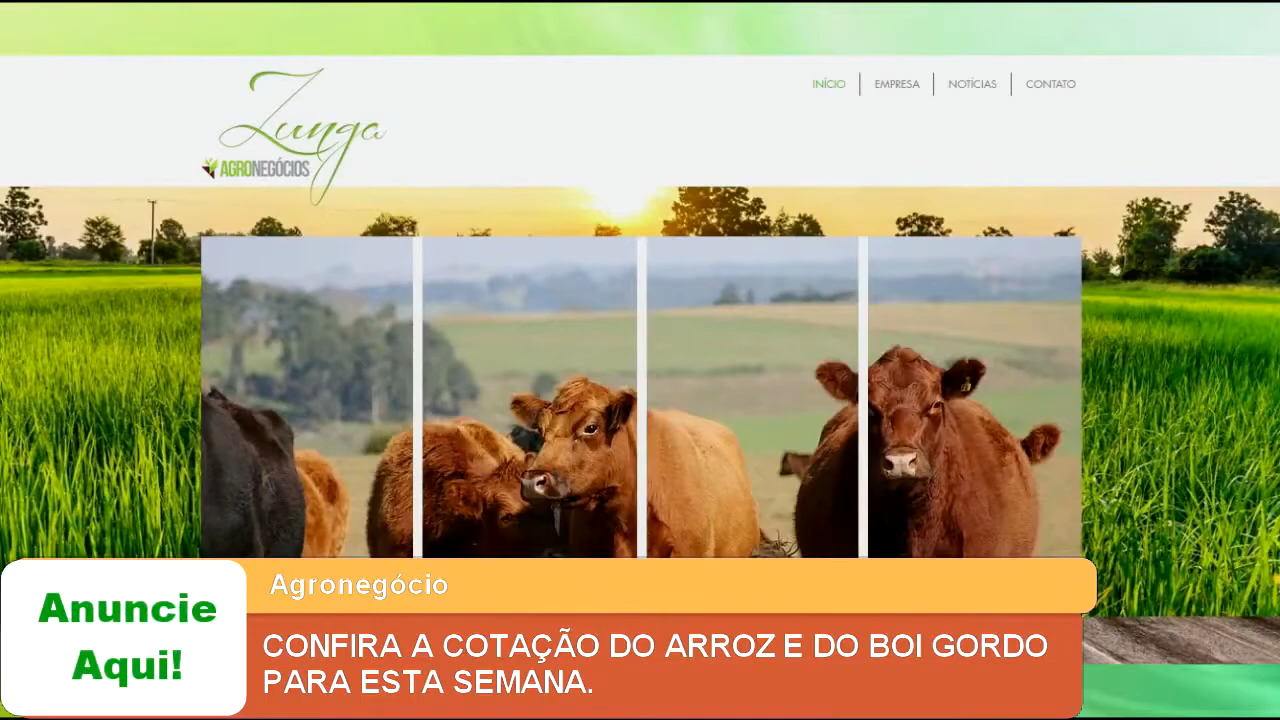 Zunga
AGRONEGÓCIOS
INÍCIO
EMPRESA
NOTÍCIAS
CONTATO
Agronegócio
Anuncie
Aqui!
CONFIRA A COTAÇÃO DO ARROZ E DO BOI GORDO
PARA ESTA SEMANA.